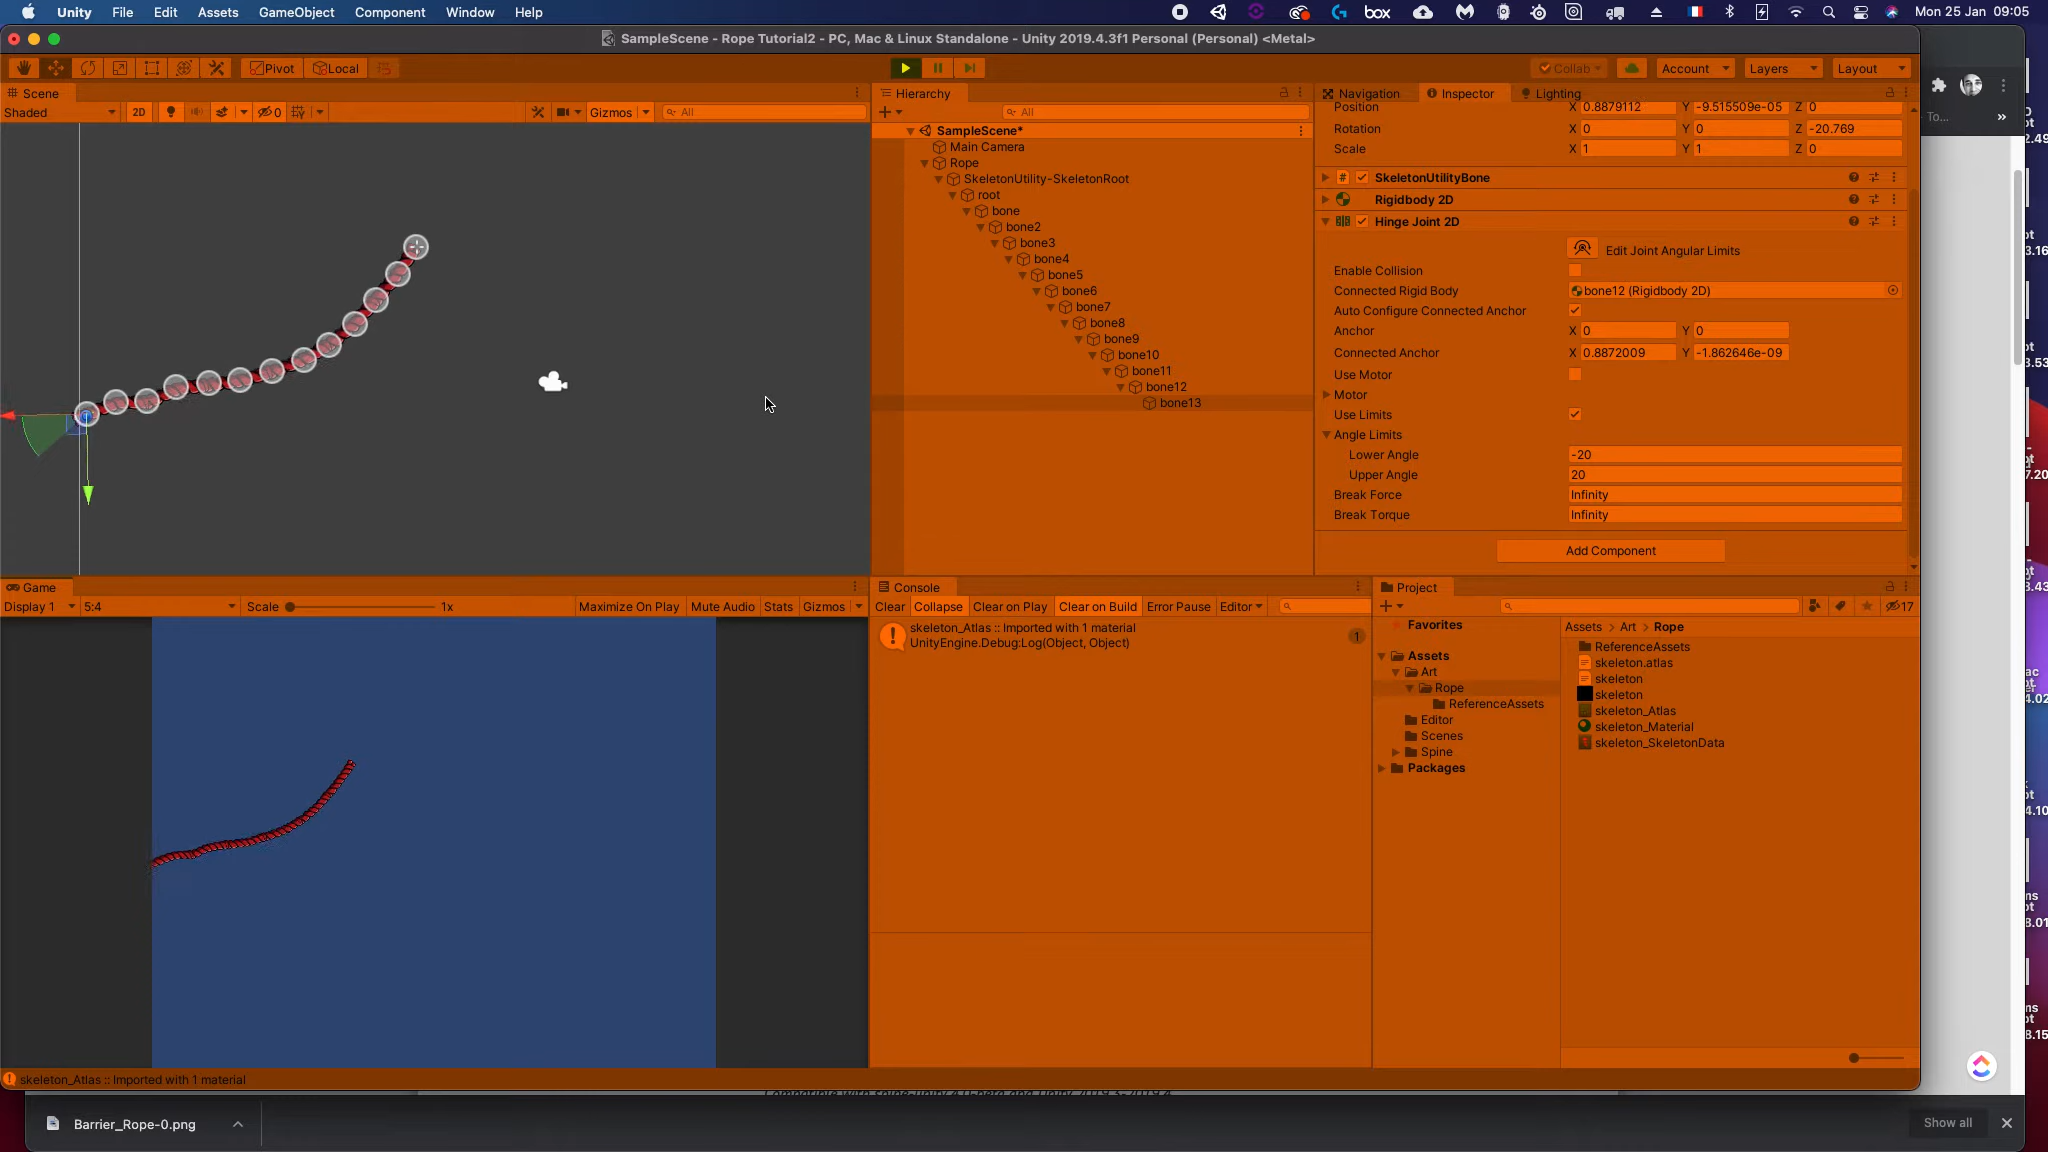 Unity File Edit Assets GameObject Component Window Help
box
Mon 25 Jan 09:05
SampleScene - Rope Tutorial2 - PC, Mac & Linux Standalone - Unity 2019.4.3f1 Personal (Personal) <Metal>
Pivot Local
Collab Account Layers Layout
Scene
Shaded 2D 0 Gizmos All
Hierarchy
All
SampleScene*
Main Camera
Rope
SkeletonUtility-SkeletonRoot
root
bone
bone2
bone3
bone4
bone5
bone6
bone7
bone8
bone9
bone10
bone11
bone12
bone13
Navigation Inspector Lighting
Position X 0.8879112 Y -9.515509e-05 Z 0
Rotation X 0 Y 0 Z -20.769
Scale X 1 Y 1 Z 0
# SkeletonUtilityBone
Rigidbody 2D
Hinge Joint 2D
Edit Joint Angular Limits
Enable Collision
Connected Rigid Body bone12 (Rigidbody 2D)
Auto Configure Connected Anchor
Anchor X 0 Y 0
Connected Anchor X 0.8872009 Y -1.862646e-09
Use Motor
Motor
Use Limits
Angle Limits
Lower Angle -20
Upper Angle 20
Break Force Infinity
Break Torque Infinity
Add Component
Game
Display 1 5:4 Scale 1x Maximize On Play Mute Audio Stats Gizmos
Console
Clear Collapse Clear on Play Clear on Build Error Pause Editor
skeleton_Atlas :: Imported with 1 material
UnityEngine.Debug:Log(Object, Object)
1
Project
17
Favorites
Assets
Art
Rope
ReferenceAssets
Editor
Scenes
Spine
Packages
Assets > Art > Rope
ReferenceAssets
skeleton.atlas
skeleton
skeleton
skeleton_Atlas
skeleton_Material
skeleton_SkeletonData
skeleton_Atlas :: Imported with 1 material
Barrier_Rope-0.png
Show all
To...